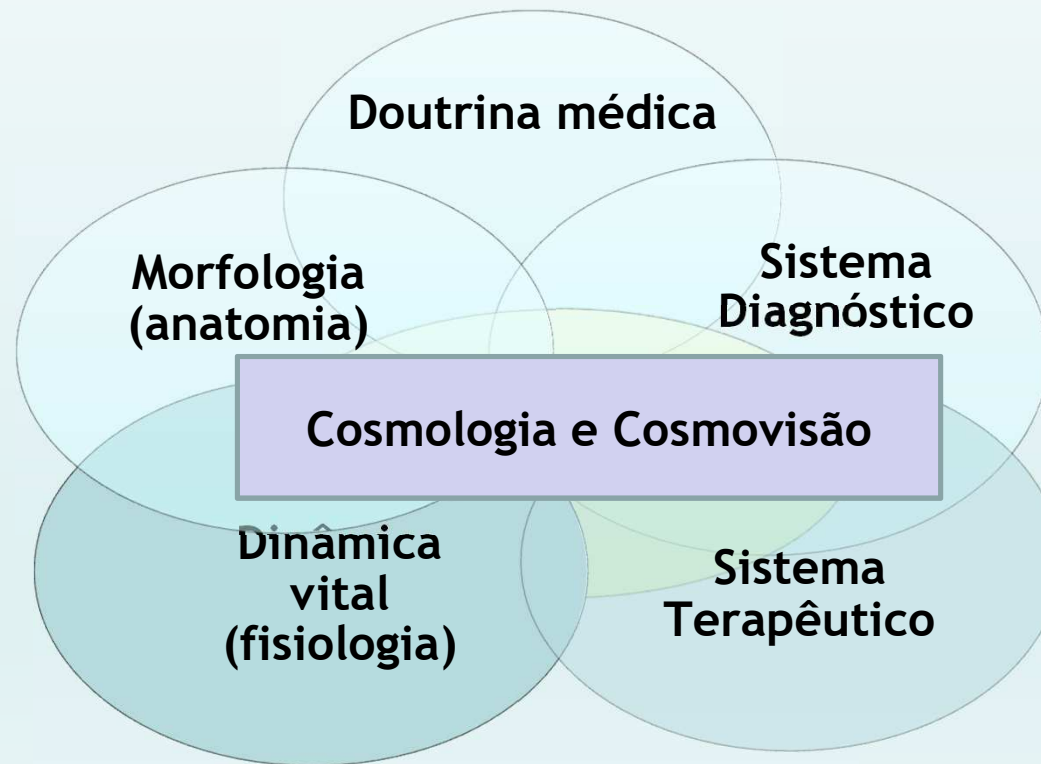 Doutrina médica
Morfologia
(anatomia)
Sistema
Diagnóstico
Cosmologia e Cosmovisão
Dinâmica
vital
(fisiologia)
Sistema
Terapêutico